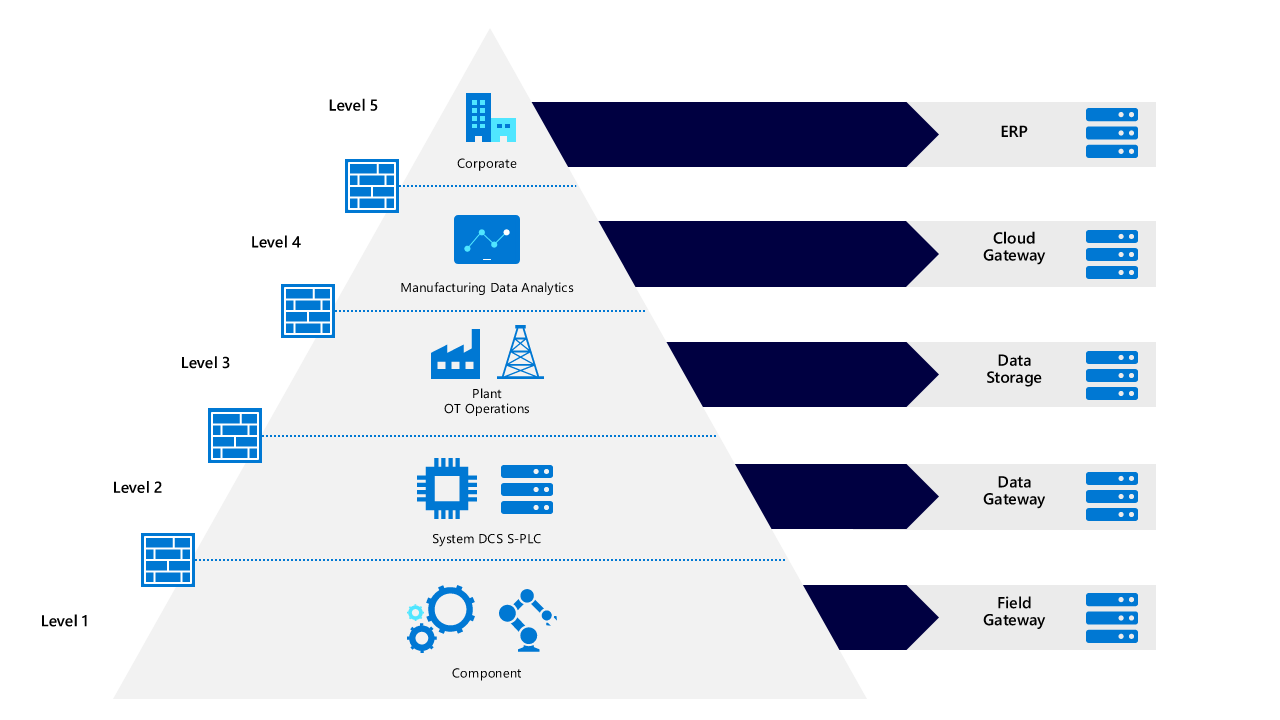 Level 5
Corporate
ERP
Level 4
Manufacturing Data Analytics
Cloud
Gateway
Level 3
Plant
OT Operations
Data
Storage
Level 2
System DCS S-PLC
Data
Gateway
Level 1
Component
Field
Gateway